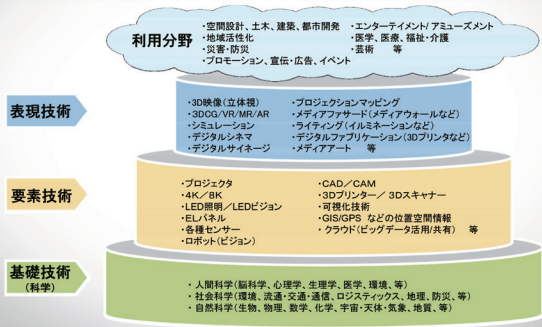 利用分野
・空間設計、土木、建築、都市開発
・地域活性化
・災害・防災
・プロモーション、宣伝・広告、イベント
・エンターテイメント/アミューズメント
・医学、医療、福祉・介護
・芸術　等
表現技術
・3D映像(立体視)
・3DCG/VR/MR/AR
・シミュレーション
・デジタルシネマ
・デジタルサイネージ
・プロジェクションマッピング
・メディアファサード(メディアウォールなど)
・ライティング(イルミネーションなど)
・デジタルファブリケーション(3Dプリンタなど)
・メディアアート　等
要素技術
・プロジェクタ
・4K/8K
・LED照明/LEDビジョン
・ELパネル
・各種センサー
・ロボット(ビジョン)
・CAD/CAM
・3Dプリンター/ 3Dスキャナー
・可視化技術
・GIS/GPS などの位置空間情報
・クラウド(ビッグデータ活用/共有)　等
基礎技術
(科学)
・人間科学(脳科学、心理学、生理学、医学、環境、等)
・社会科学(環境、流通・交通・通信、ロジスティックス、地理、防災、等)
・自然科学(生物、物理、数学、化学、宇宙・天体・気象、地質、等)